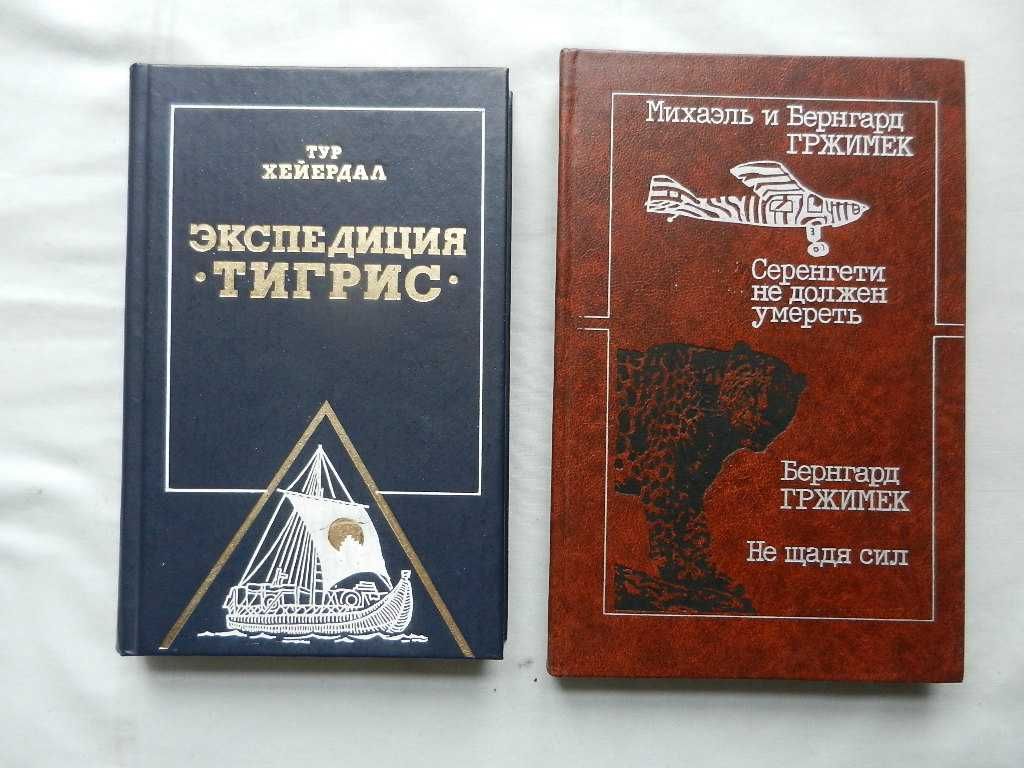 ТУР
ХЕЙЕРДАЛ
ЭКСПЕДИЦИЯ
·ТИГРИС·
Михаэль и Бернгард
ГРЖИМЕК
Серенгети
не должен
умереть
Бернгард
ГРЖИМЕК
Не щадя сил